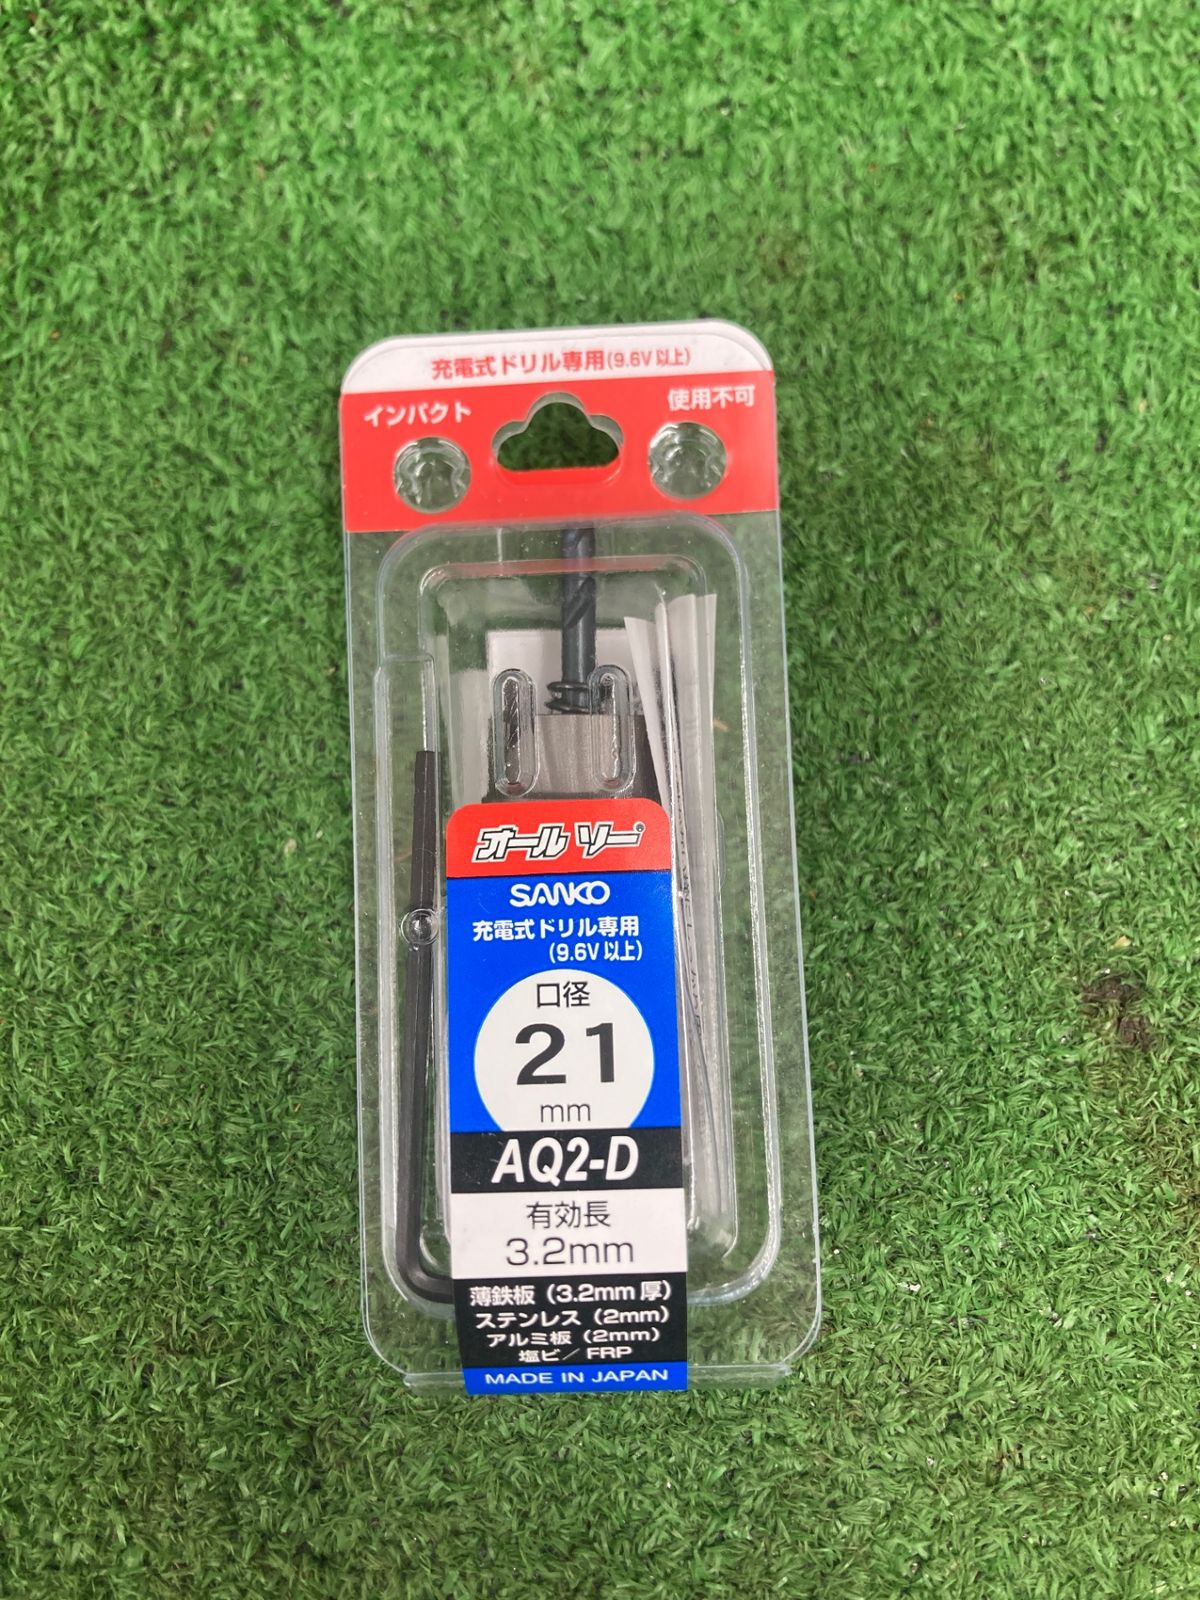 充電式ドリル専用(9.6V以上)
インパクト 使用不可
オールソー®
SANKO
充電式ドリル専用
(9.6V以上)
口径
21
mm
AQ2-D
有効長
3.2mm
薄鉄板(3.2mm厚)
ステンレス(2mm)
アルミ板(2mm)
塩ビ/FRP
MADE IN JAPAN